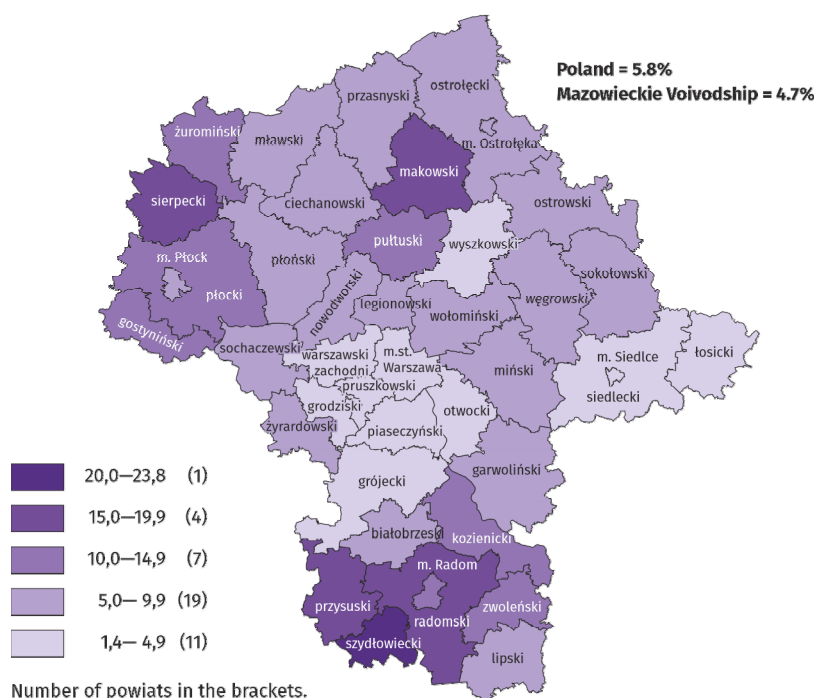 Poland = 5.8%
Mazowieckie Voivodship = 4.7%
ostrołęcki
przasnyski
żuromiński
mławski
m. Ostrołęka
makowski
sierpecki
ciechanowski
ostrowski
pułtuski
wyszkowski
m. Płock
płoński
sokołowski
płocki
nowodworski
legionowski
węgrowski
wołomiński
gostyniński
sochaczewski
warszawski
zachodni
m.st.
Warszawa
miński
m. Siedlce
łosicki
pruszkowski
siedlecki
grodziski
otwocki
żyrardowski
piaseczyński
garwoliński
grójecki
białobrzeski
kozienicki
m. Radom
przysuski
zwoleński
radomski
szydłowiecki
lipski
20,0—23,8 (1)
15,0—19,9 (4)
10,0—14,9 (7)
5,0— 9,9 (19)
1,4— 4,9 (11)
Number of powiats in the brackets.